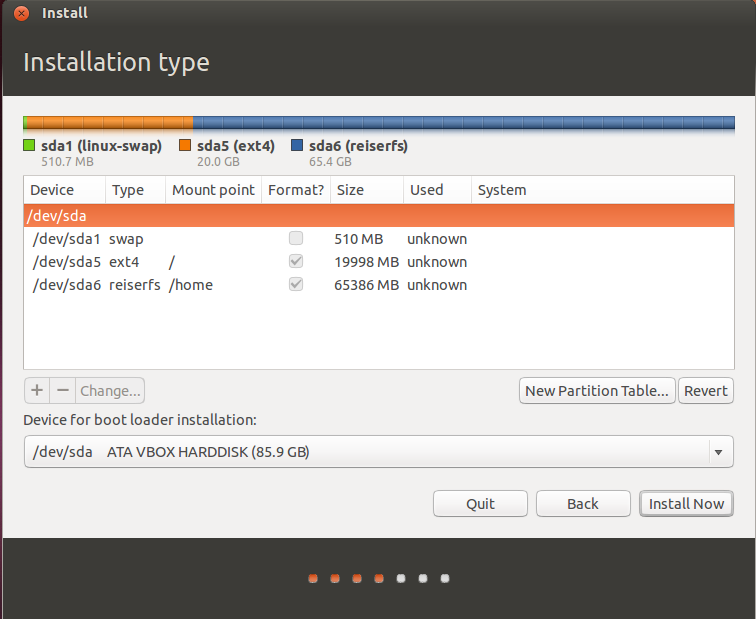 Install
Installation type
sda1 (linux-swap) sda5 (ext4) sda6 (reiserfs)
510.7 MB 20.0 GB 65.4 GB
Device Type Mount point Format? Size Used System
/dev/sda
/dev/sda1 swap 510 MB unknown
/dev/sda5 ext4 / 19998 MB unknown
/dev/sda6 reiserfs /home 65386 MB unknown
+ − Change... New Partition Table... Revert
Device for boot loader installation:
/dev/sda ATA VBOX HARDDISK (85.9 GB)
Quit Back Install Now